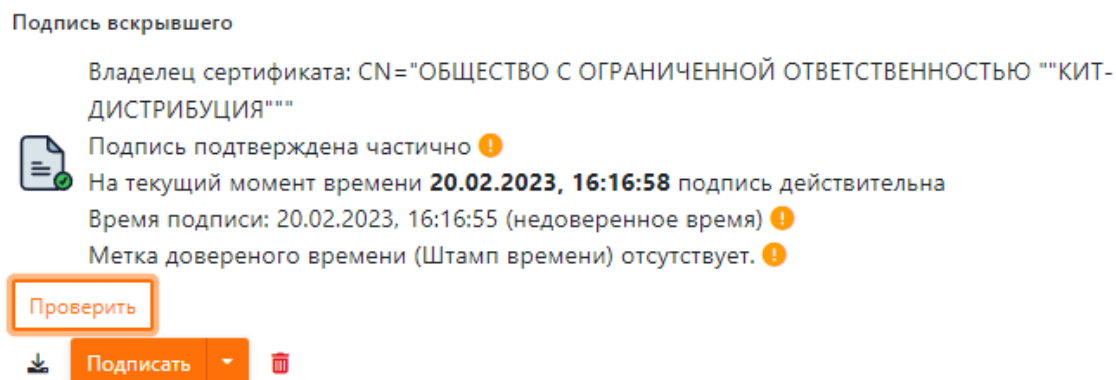 Подпись вскрывшего
Владелец сертификата: CN="ОБЩЕСТВО С ОГРАНИЧЕННОЙ ОТВЕТСТВЕННОСТЬЮ ""КИТ-
ДИСТРИБУЦИЯ"""
Подпись подтверждена частично
На текущий момент времени 20.02.2023, 16:16:58 подпись действительна
Время подписи: 20.02.2023, 16:16:55 (недоверенное время)
Метка довереного времени (Штамп времени) отсутствует.
Проверить
Подписать